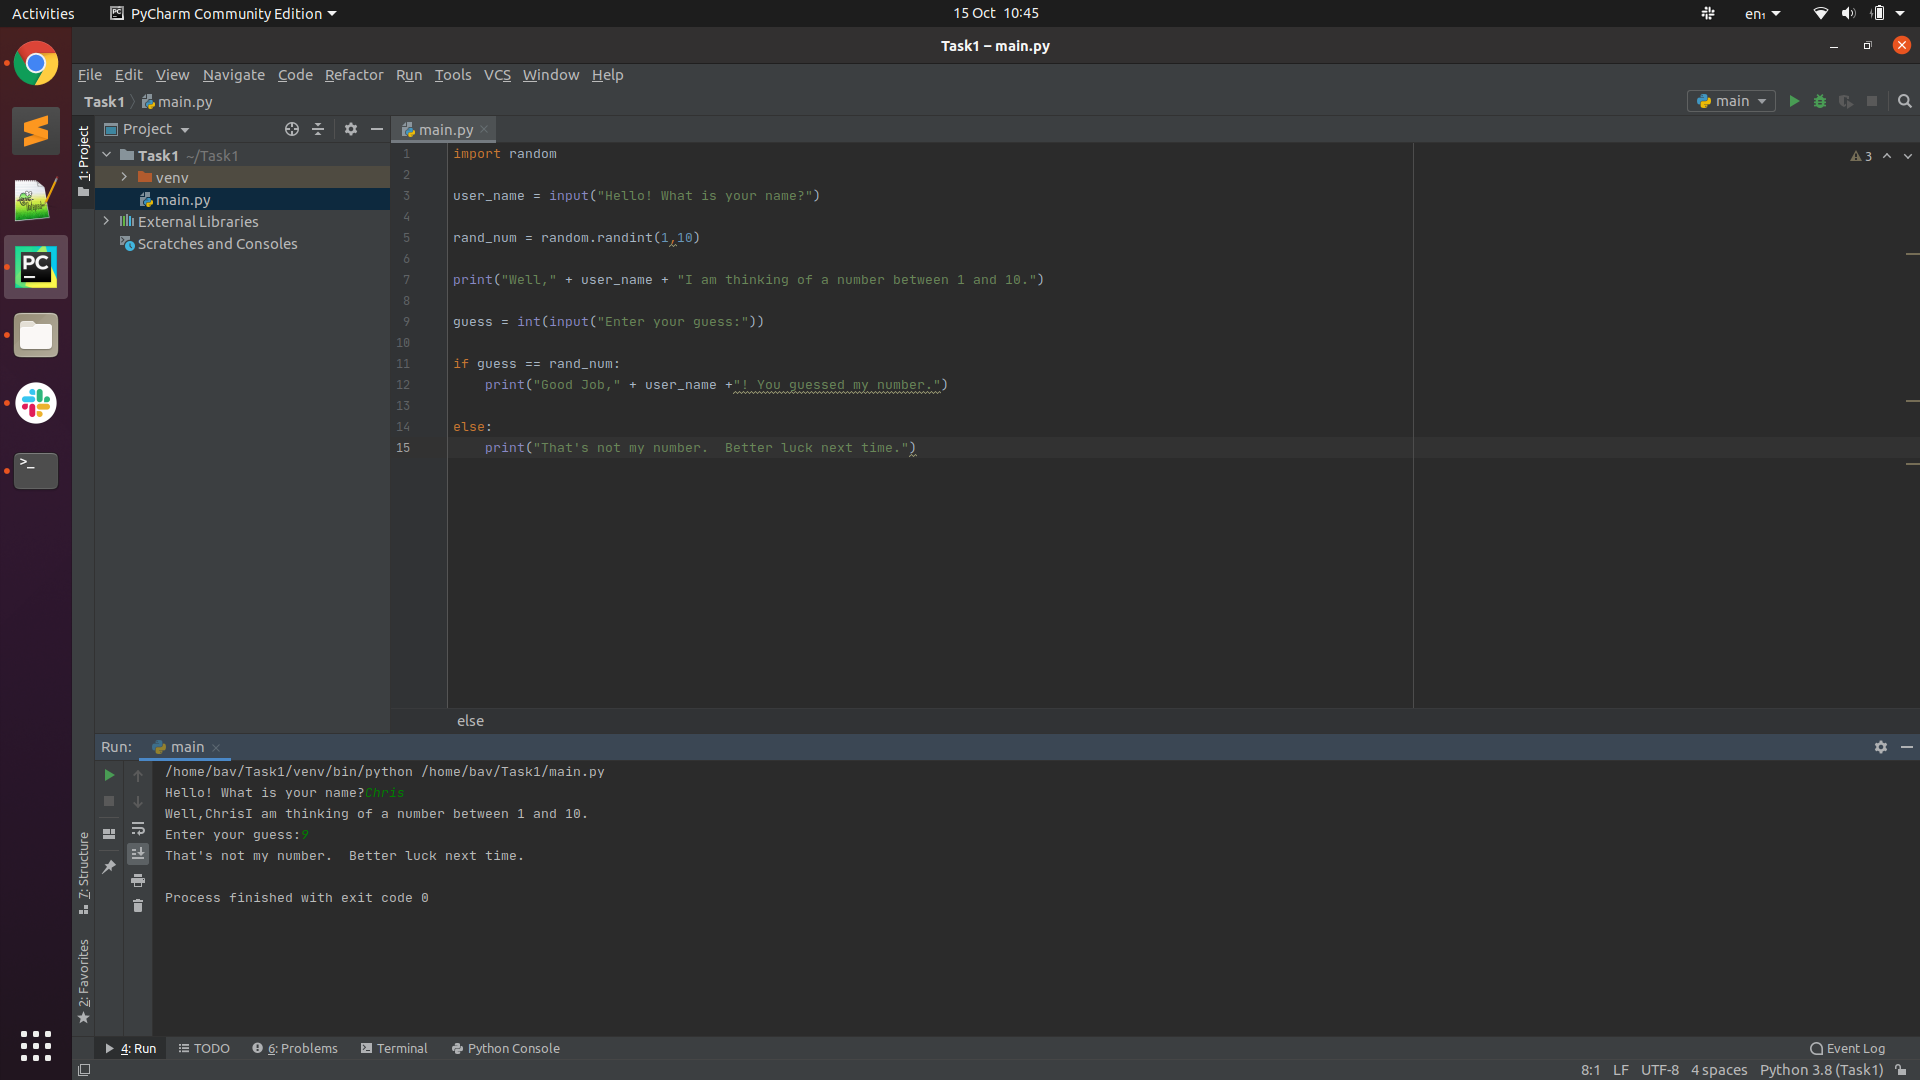 Activities PyCharm Community Edition 15 Oct 10:45 en₁
Task1 – main.py
File Edit View Navigate Code Refactor Run Tools VCS Window Help
Task1 main.py main
1: Project
Project
Task1 ~/Task1
venv
main.py
External Libraries
Scratches and Consoles
main.py
3
1 import random
2
3 user_name = input("Hello! What is your name?")
4
5 rand_num = random.randint(1,10)
6
7 print("Well," + user_name + "I am thinking of a number between 1 and 10.")
8
9 guess = int(input("Enter your guess:"))
10
11 if guess == rand_num:
12     print("Good Job," + user_name +"! You guessed my number.")
13
14 else:
15     print("That's not my number.  Better luck next time.")
else
Run: main
/home/bav/Task1/venv/bin/python /home/bav/Task1/main.py
Hello! What is your name?Chris
Well,ChrisI am thinking of a number between 1 and 10.
Enter your guess:9
That's not my number.  Better luck next time.
Process finished with exit code 0
7: Structure
2: Favorites
4: Run TODO 6: Problems Terminal Python Console Event Log
8:1 LF UTF-8 4 spaces Python 3.8 (Task1)
PC
PC
>_